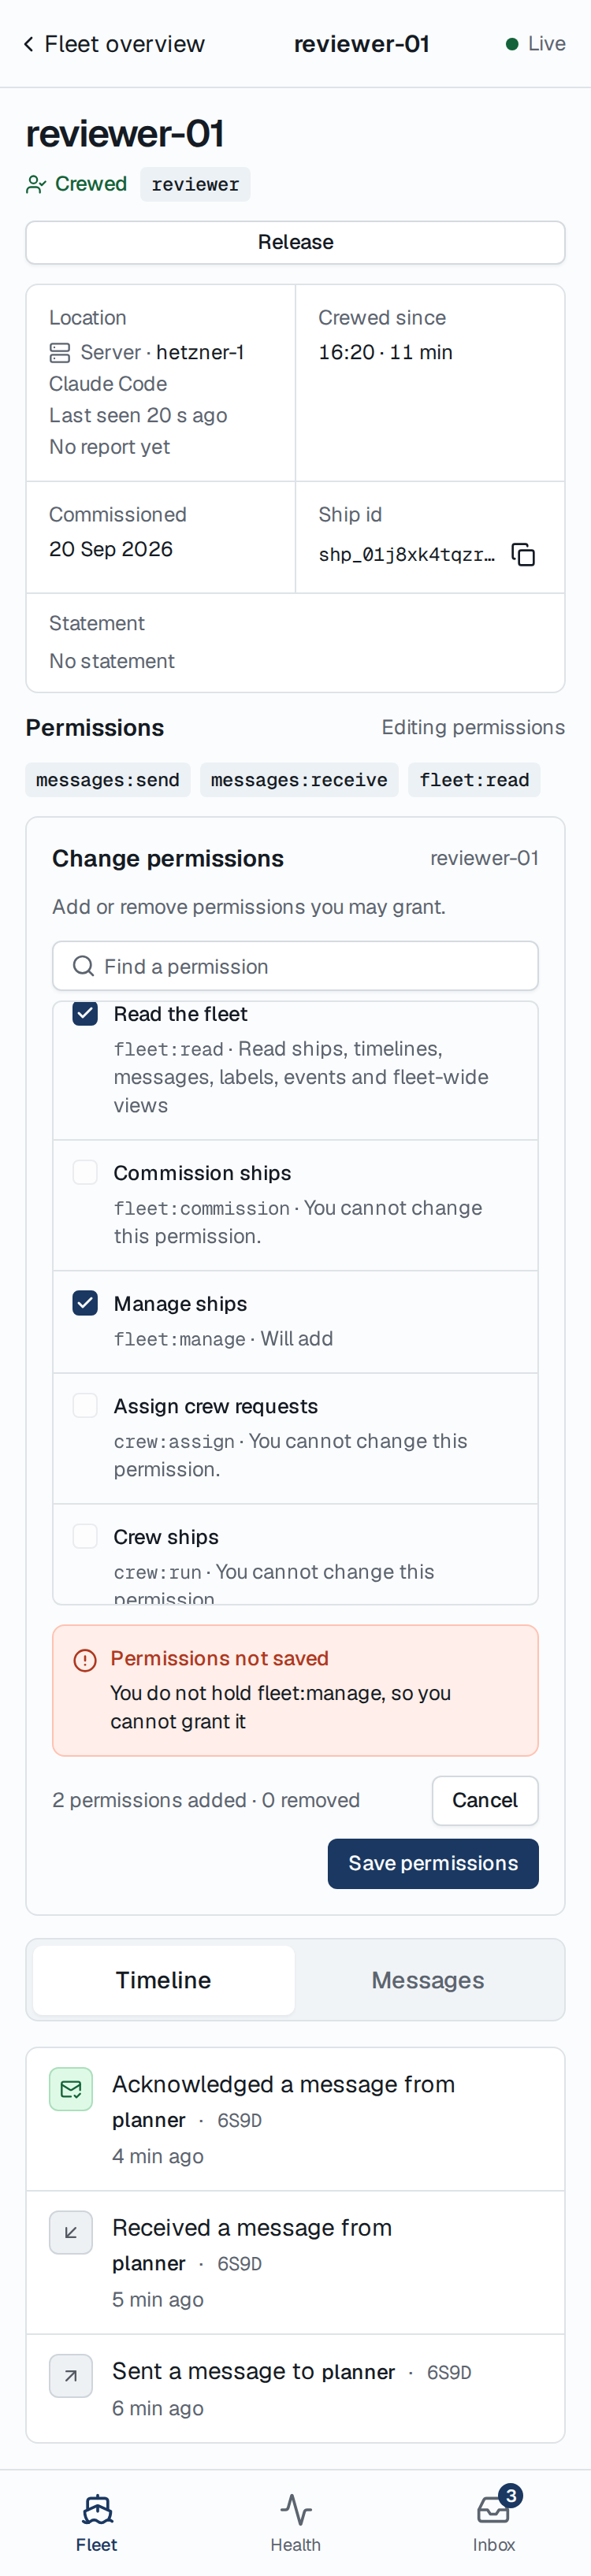 Fleet overview
reviewer-01
Live
reviewer-01
Crewed
reviewer
Release
Location
Server · hetzner-1
Claude Code
Last seen 20 s ago
No report yet
Crewed since
16:20 · 11 min
Commissioned
20 Sep 2026
Ship id
shp_01j8xk4tqzr…
Statement
No statement
Permissions
Editing permissions
messages:send
messages:receive
fleet:read
Change permissions
reviewer-01
Add or remove permissions you may grant.
Find a permission
Read the fleet
fleet:read · Read ships, timelines,
messages, labels, events and fleet-wide
views
Commission ships
fleet:commission · You cannot change
this permission.
Manage ships
fleet:manage · Will add
Assign crew requests
crew:assign · You cannot change this
permission.
Crew ships
crew:run · You cannot change this
permission
Permissions not saved
You do not hold fleet:manage, so you
cannot grant it
2 permissions added · 0 removed
Cancel
Save permissions
Timeline
Messages
Acknowledged a message from
planner · 6S9D
4 min ago
Received a message from
planner · 6S9D
5 min ago
Sent a message to planner · 6S9D
6 min ago
Fleet
Health
3
Inbox